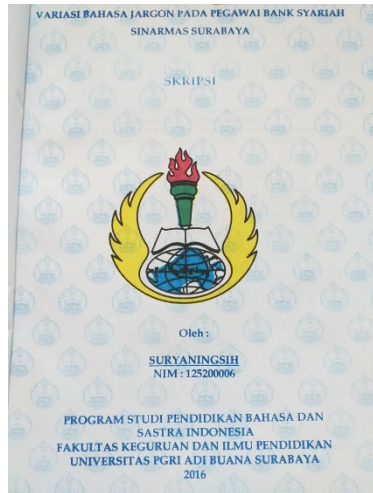 VARIASI BAHASA JARGON PADA PEGAWAI BANK SYARIAH
SINARMAS SURABAYA
SKRIPSI
Oleh :
SURYANINGSIH
NIM : 125200006
PROGRAM STUDI PENDIDIKAN BAHASA DAN
SASTRA INDONESIA
FAKULTAS KEGURUAN DAN ILMU PENDIDIKAN
UNIVERSITAS PGRI ADI BUANA SURABAYA
2016